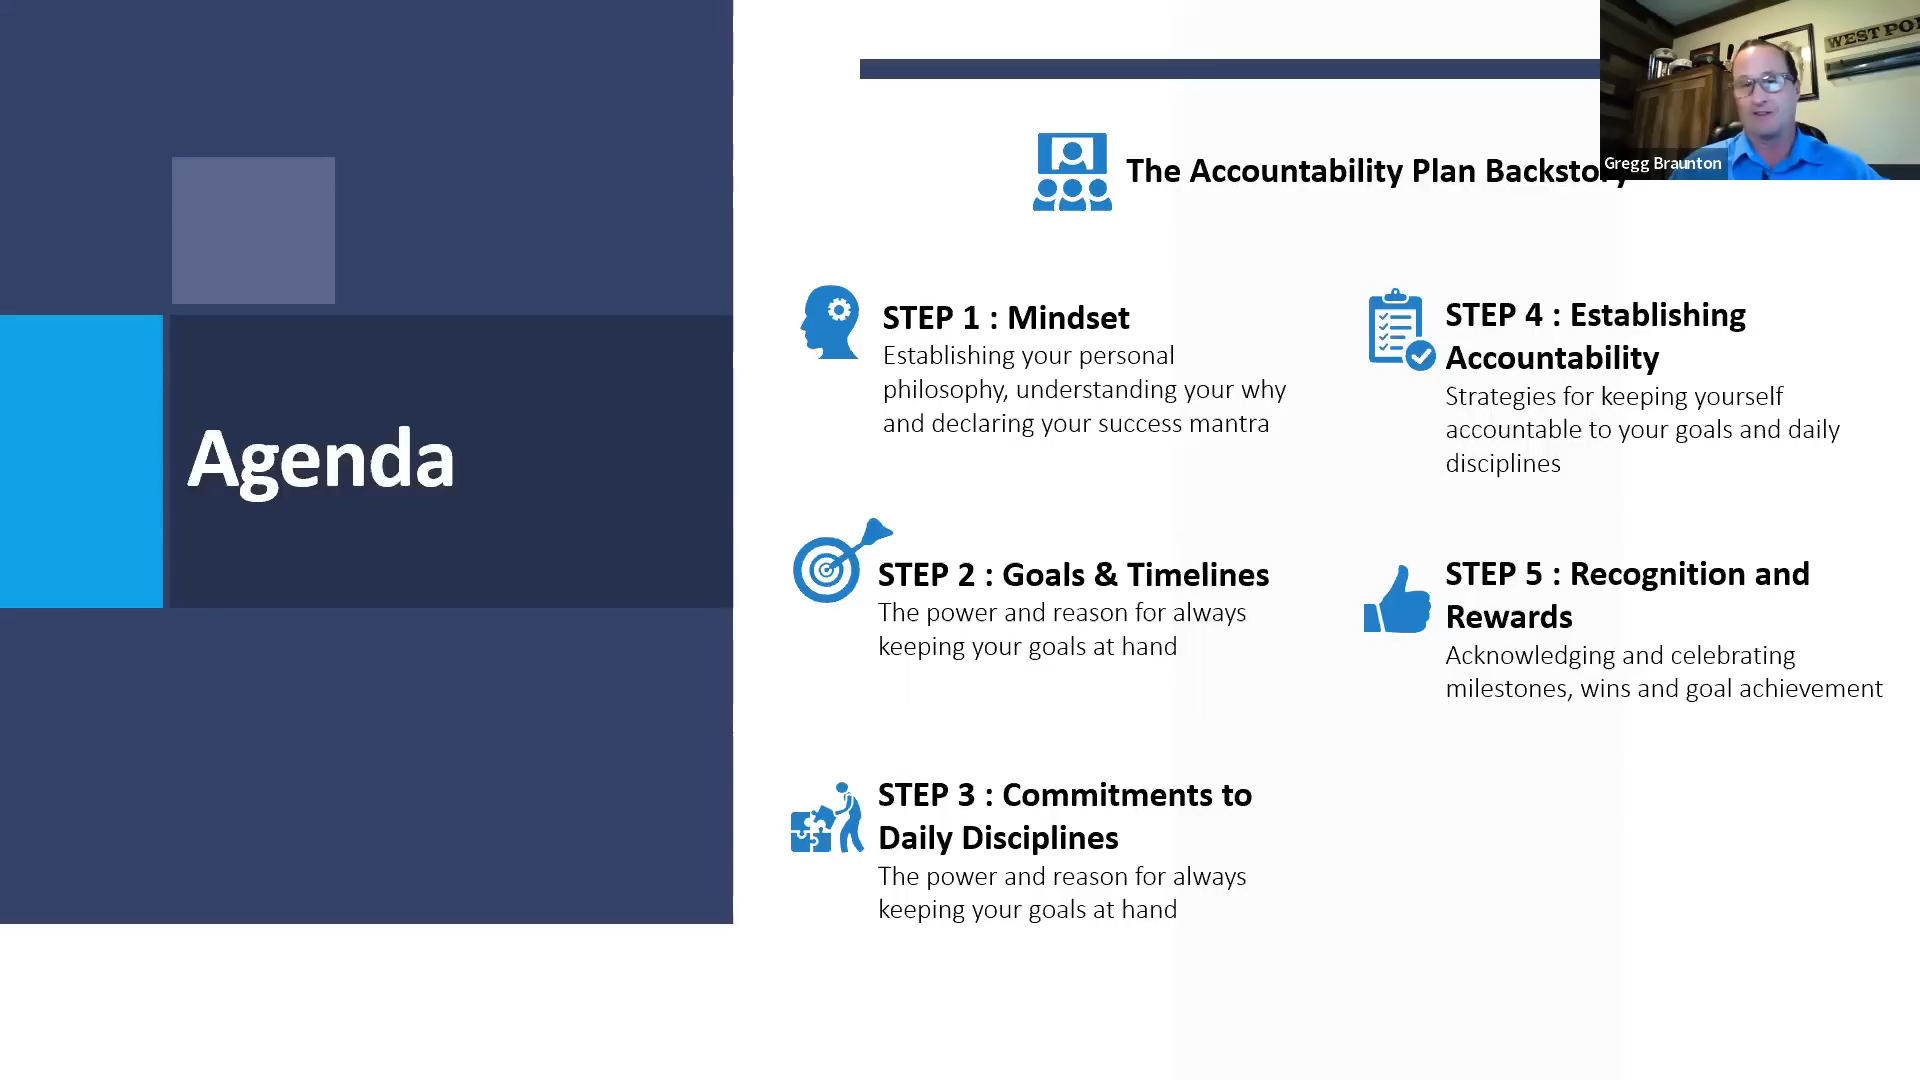 Agenda
The Accountability Plan Backstory
WEST PO
Gregg Braunton
STEP 1 : Mindset
Establishing your personal
philosophy, understanding your why
and declaring your success mantra
STEP 2 : Goals & Timelines
The power and reason for always
keeping your goals at hand
STEP 3 : Commitments to
Daily Disciplines
The power and reason for always
keeping your goals at hand
STEP 4 : Establishing
Accountability
Strategies for keeping yourself
accountable to your goals and daily
disciplines
STEP 5 : Recognition and
Rewards
Acknowledging and celebrating
milestones, wins and goal achievement